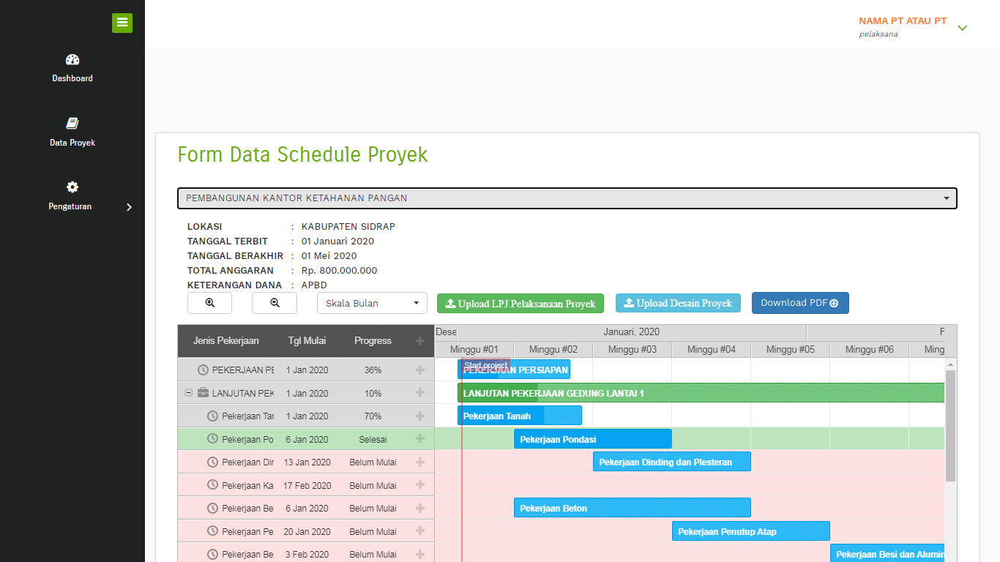 NAMA PT ATAU PT
pelaksana
Dashboard
Data Proyek
Pengaturan
Form Data Schedule Proyek
PEMBANGUNAN KANTOR KETAHANAN PANGAN
LOKASI : KABUPATEN SIDRAP
TANGGAL TERBIT : 01 Januari 2020
TANGGAL BERAKHIR : 01 Mei 2020
TOTAL ANGGARAN : Rp. 800.000.000
KETERANGAN DANA : APBD
Skala Bulan Upload LPJ Pelaksanaan Proyek Upload Desain Proyek Download PDF
Dese Januari, 2020 F
Jenis Pekerjaan Tgl Mulai Progress
Minggu #01 Minggu #02 Minggu #03 Minggu #04 Minggu #05 Minggu #06 Ming
Start project
PEKERJAAN PE 1 Jan 2020 36% PEKERJAAN PERSIAPAN
LANJUTAN PEK 1 Jan 2020 10% LANJUTAN PEKERJAAN GEDUNG LANTAI 1
Pekerjaan Tar 1 Jan 2020 70% Pekerjaan Tanah
Pekerjaan Po 6 Jan 2020 Selesai Pekerjaan Pondasi
Pekerjaan Dir 13 Jan 2020 Belum Mulai Pekerjaan Dinding dan Plesteran
Pekerjaan Ka 17 Feb 2020 Belum Mulai
Pekerjaan Be 6 Jan 2020 Belum Mulai Pekerjaan Beton
Pekerjaan Pe 20 Jan 2020 Belum Mulai Pekerjaan Penutup Atap
Pekerjaan Be 3 Feb 2020 Belum Mulai Pekerjaan Besi dan Alumin